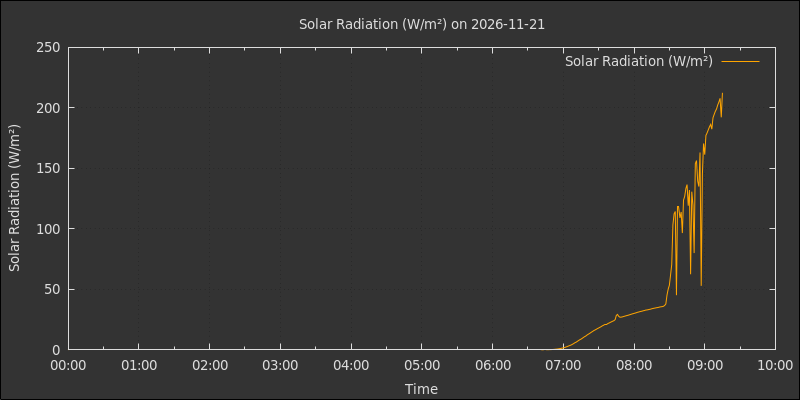 Solar Radiation (W/m²) on 2026-11-21
Solar Radiation (W/m²)
Solar Radiation (W/m²)
250
200
150
100
50
0
00:00 01:00 02:00 03:00 04:00 05:00 06:00 07:00 08:00 09:00 10:00
Time